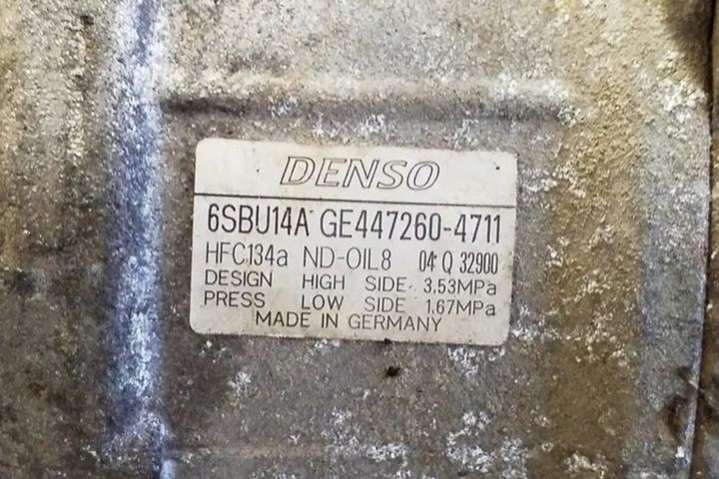 DENSO
6SBU14A GE447260-4711
HFC134a ND-OIL8 04 Q 32900
DESIGN HIGH SIDE 3.53MPa
PRESS LOW SIDE 1.67MPa
MADE IN GERMANY